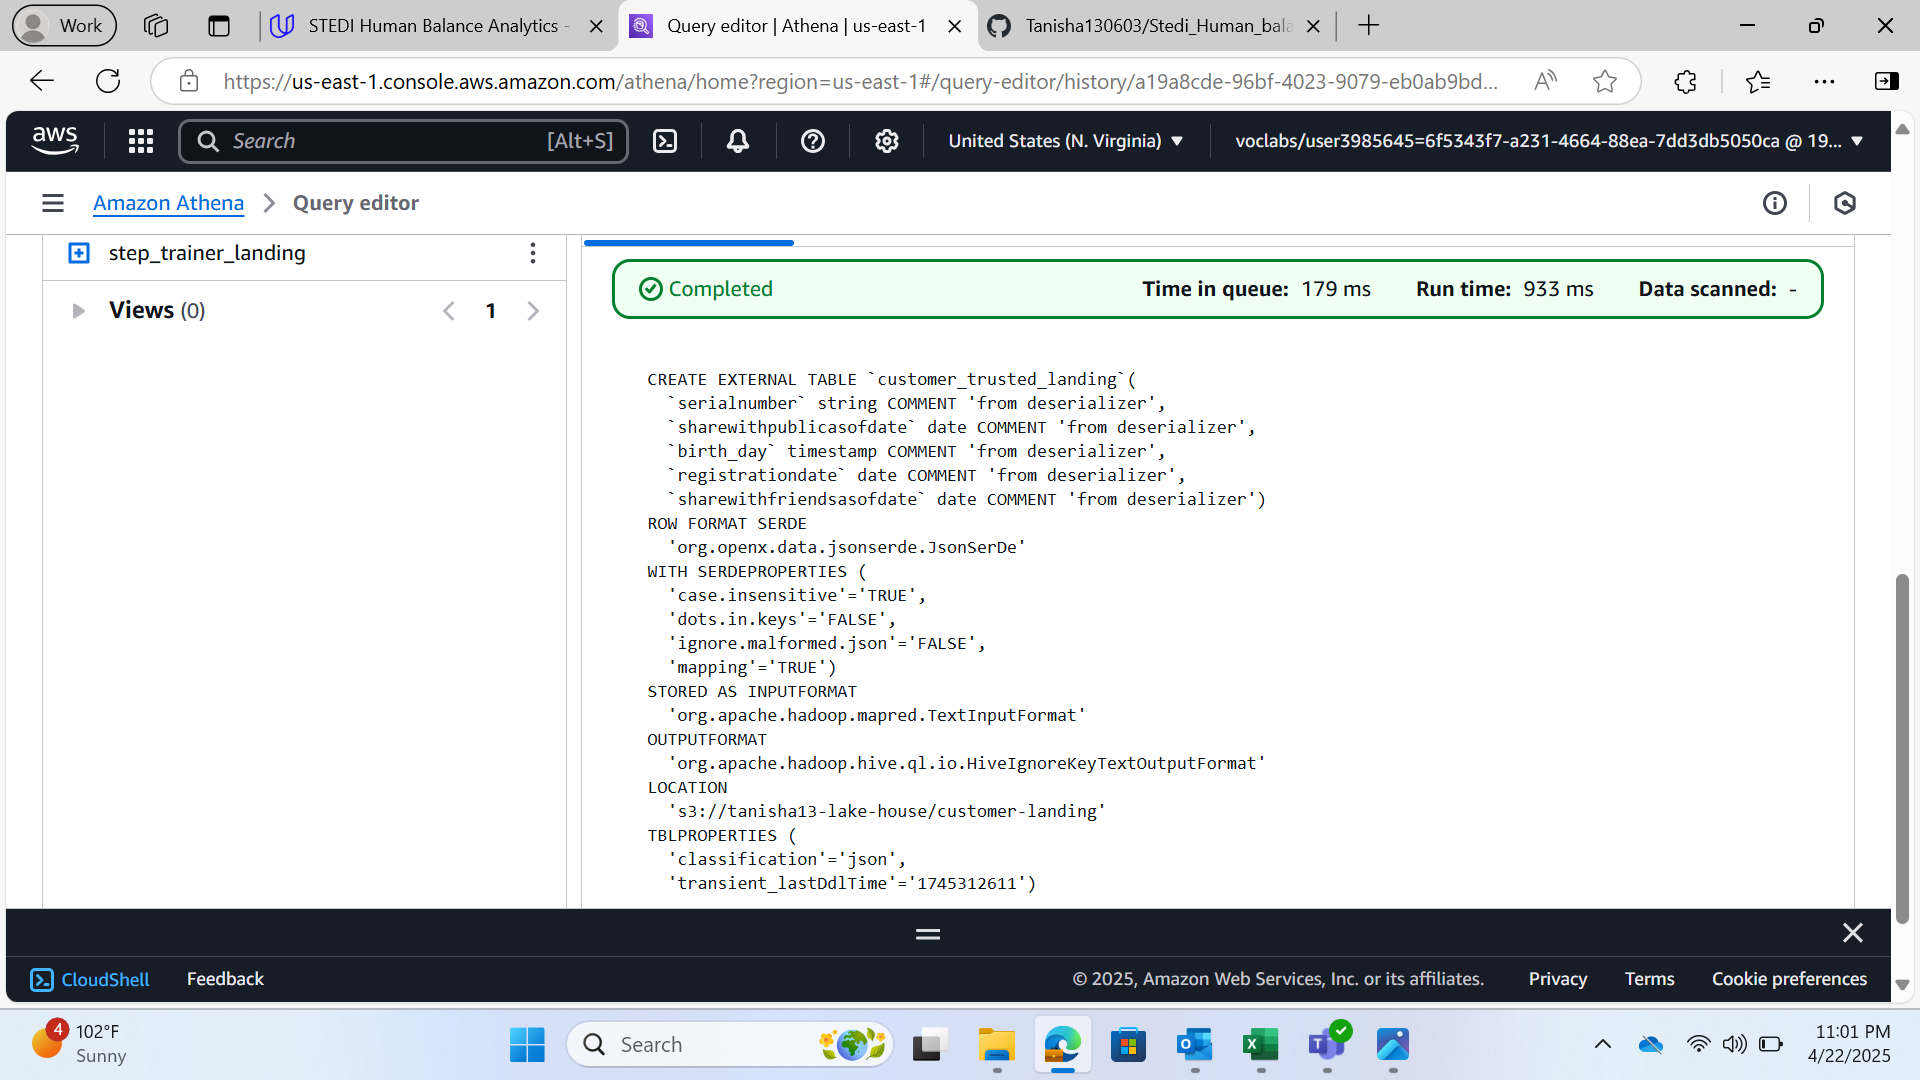 Work
STEDI Human Balance Analytics -
Query editor | Athena | us-east-1
Tanisha130603/Stedi_Human_bala
https://us-east-1.console.aws.amazon.com/athena/home?region=us-east-1#/query-editor/history/a19a8cde-96bf-4023-9079-eb0ab9bd...
aws
Search
[Alt+S]
United States (N. Virginia)
voclabs/user3985645=6f5343f7-a231-4664-88ea-7dd3db5050ca @ 19...
Amazon Athena
Query editor
step_trainer_landing
Views (0)
1
Completed
Time in queue: 179 ms
Run time: 933 ms
Data scanned: -
CREATE EXTERNAL TABLE `customer_trusted_landing`(
`serialnumber` string COMMENT 'from deserializer',
`sharewithpublicasofdate` date COMMENT 'from deserializer',
`birth_day` timestamp COMMENT 'from deserializer',
`registrationdate` date COMMENT 'from deserializer',
`sharewithfriendsasofdate` date COMMENT 'from deserializer')
ROW FORMAT SERDE
'org.openx.data.jsonserde.JsonSerDe'
WITH SERDEPROPERTIES (
'case.insensitive'='TRUE',
'dots.in.keys'='FALSE',
'ignore.malformed.json'='FALSE',
'mapping'='TRUE')
STORED AS INPUTFORMAT
'org.apache.hadoop.mapred.TextInputFormat'
OUTPUTFORMAT
'org.apache.hadoop.hive.ql.io.HiveIgnoreKeyTextOutputFormat'
LOCATION
's3://tanisha13-lake-house/customer-landing'
TBLPROPERTIES (
'classification'='json',
'transient_lastDdlTime'='1745312611')
CloudShell
Feedback
© 2025, Amazon Web Services, Inc. or its affiliates.
Privacy
Terms
Cookie preferences
4
102°F
Sunny
Search
11:01 PM
4/22/2025